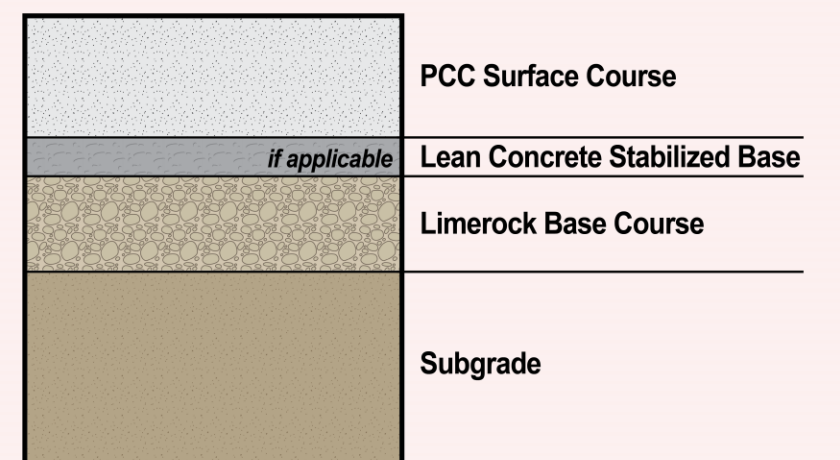 PCC Surface Course
if applicable Lean Concrete Stabilized Base
Limerock Base Course
Subgrade